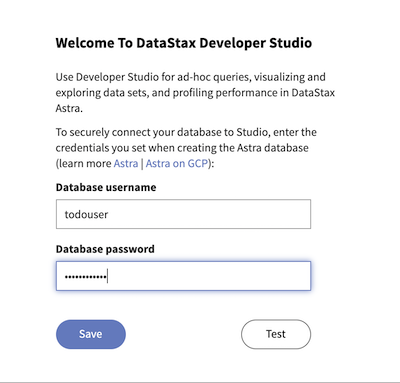 Welcome To DataStax Developer Studio
Use Developer Studio for ad-hoc queries, visualizing and
exploring data sets, and profiling performance in DataStax
Astra.
To securely connect your database to Studio, enter the
credentials you set when creating the Astra database
(learn more Astra | Astra on GCP):
Database username
todouser
Database password
••••••••••••
Save
Test